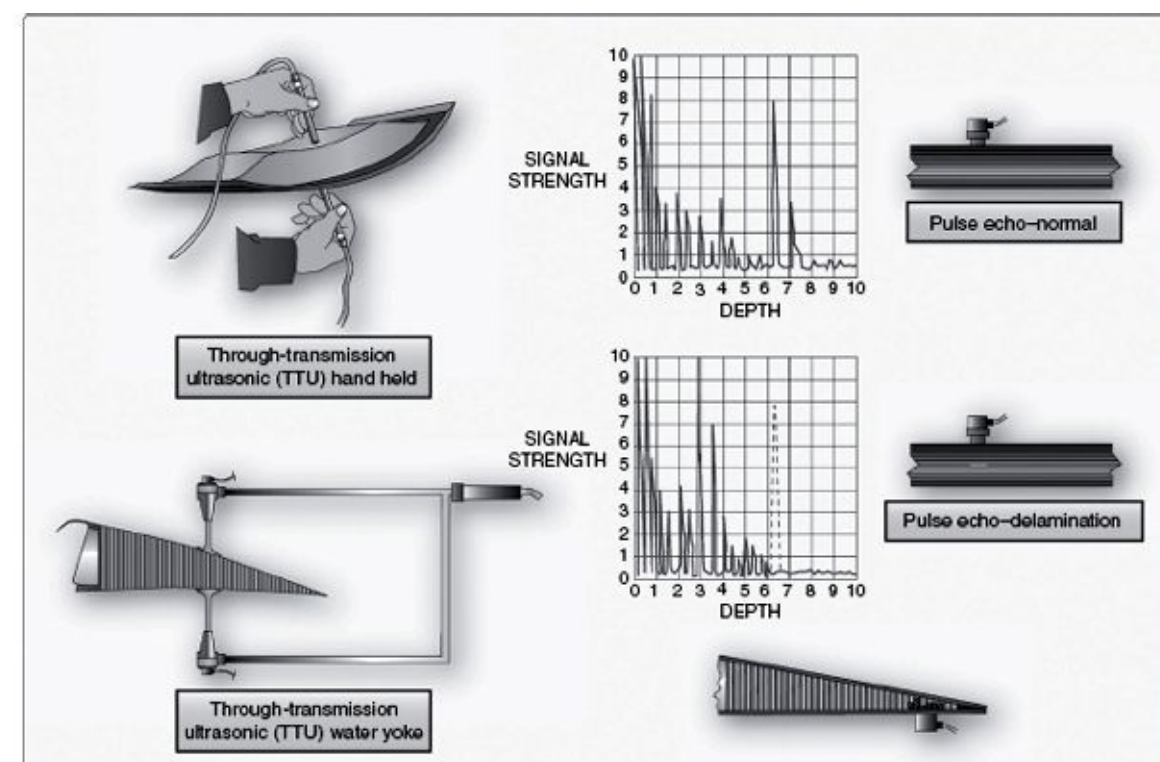 Through-transmission
ultrasonic (TTU) hand held
SIGNAL
STRENGTH
10
9
8
7
6
5
4
3
2
1
0
0 1 2 3 4 5 6 7 8 9 10
DEPTH
Pulse echo–normal
Through-transmission
ultrasonic (TTU) water yoke
SIGNAL
STRENGTH
10
9
8
7
6
5
4
3
2
1
0
0 1 2 3 4 5 6 7 8 9 10
DEPTH
Pulse echo–delamination